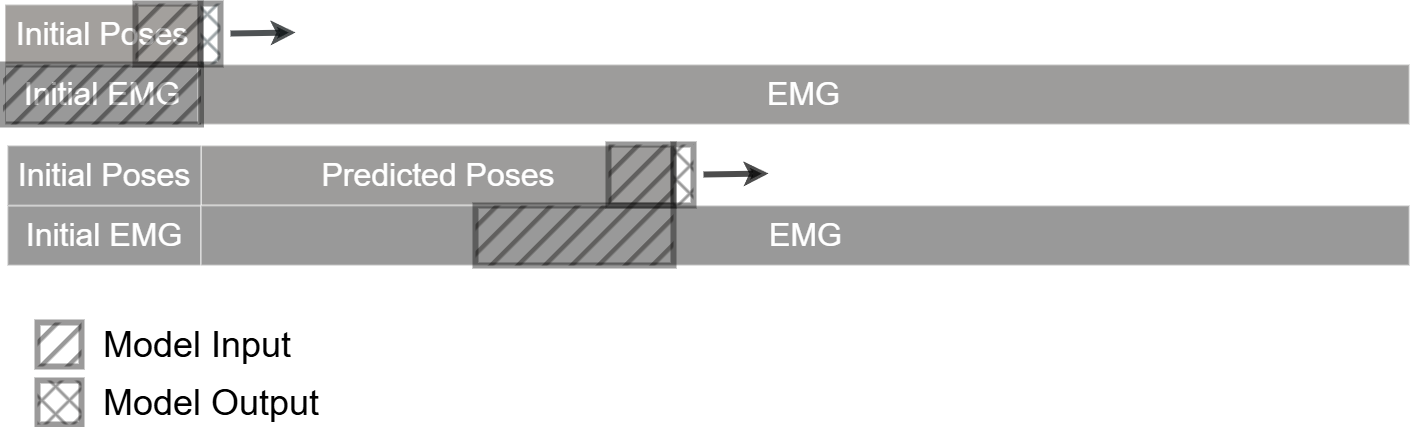 Initial Poses
Initial EMG EMG
Initial Poses Predicted Poses
Initial EMG EMG
Model Input
Model Output